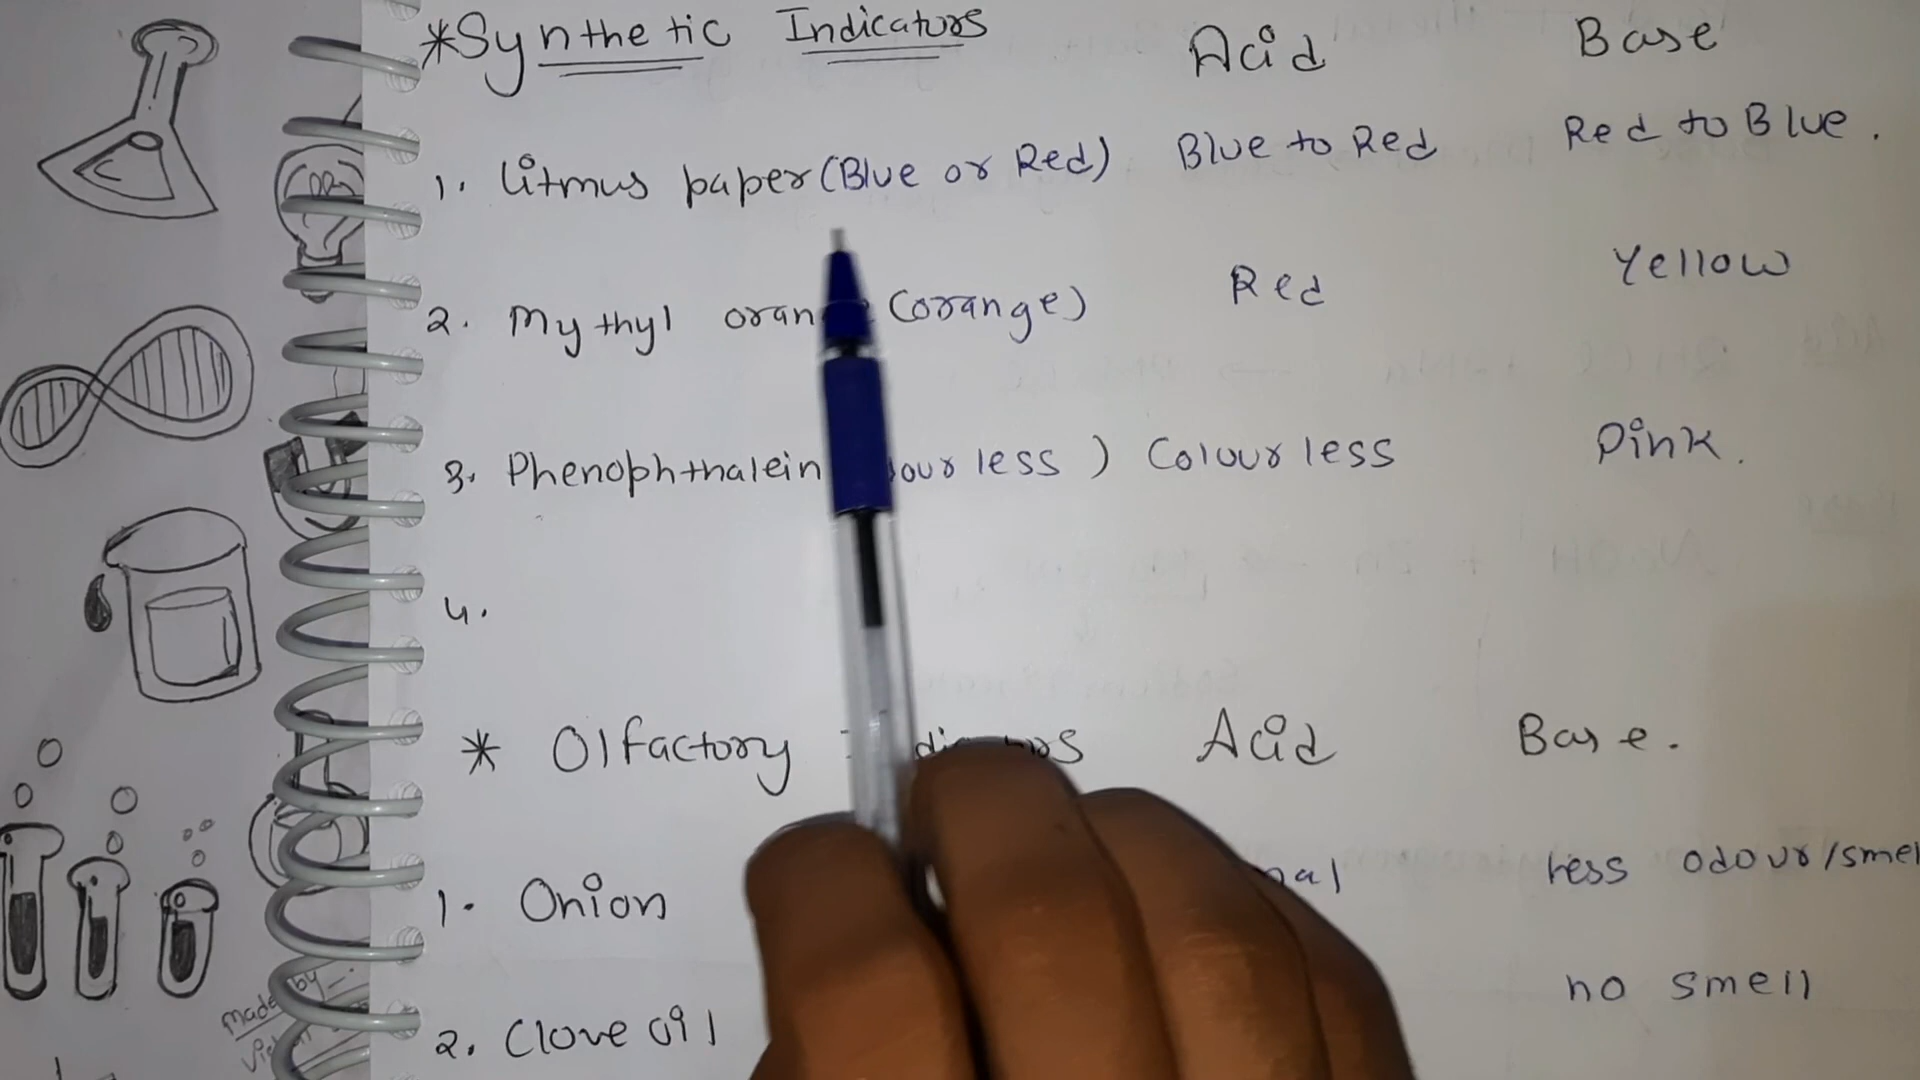 *Synthetic Indicators Acid Base
1. litmus paper (Blue or Red) Blue to Red Red to Blue.
2. Mythyl (orange) Red Yellow
3. Phenophthalein less) Colourless Pink.
4.
* Olfactory Acid Base.
1. Onion less odour/smel
no smell
2. Clove oil
Made by